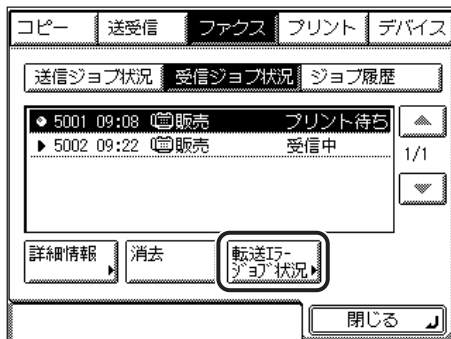 コピー 送受信 ファクス プリント デバイス
送信ジョブ状況 受信ジョブ状況 ジョブ履歴
5001 09:08 販売 プリント待ち
5002 09:22 販売 受信中
1/1
詳細情報 消去 転送ｴﾗｰ
ｼﾞｮﾌﾞ状況
閉じる